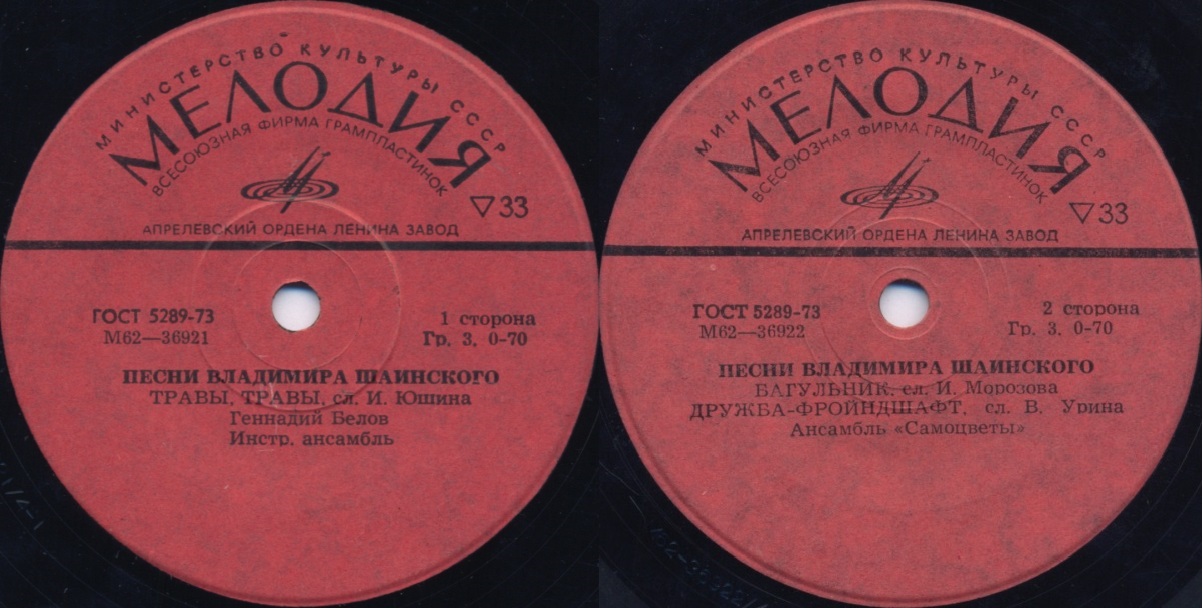 МИНИСТЕРСТВО КУЛЬТУРЫ СССР
МЕЛОДИЯ
ВСЕСОЮЗНАЯ ФИРМА ГРАМПЛАСТИНОК
▽33
АПРЕЛЕВСКИЙ ОРДЕНА ЛЕНИНА ЗАВОД
ГОСТ 5289-73
М62—36921
1 сторона
Гр. 3. 0-70
ПЕСНИ ВЛАДИМИРА ШАИНСКОГО
ТРАВЫ, ТРАВЫ, сл. И. Юшина
Геннадий Белов
Инстр. ансамбль
МИНИСТЕРСТВО КУЛЬТУРЫ СССР
МЕЛОДИЯ
ВСЕСОЮЗНАЯ ФИРМА ГРАМПЛАСТИНОК
▽33
АПРЕЛЕВСКИЙ ОРДЕНА ЛЕНИНА ЗАВОД
ГОСТ 5289-73
М62—36922
2 сторона
Гр. 3. 0-70
ПЕСНИ ВЛАДИМИРА ШАИНСКОГО
БАГУЛЬНИК, сл. И. Морозова
ДРУЖБА-ФРОЙНДШАФТ, сл. В. Урина
Ансамбль «Самоцветы»